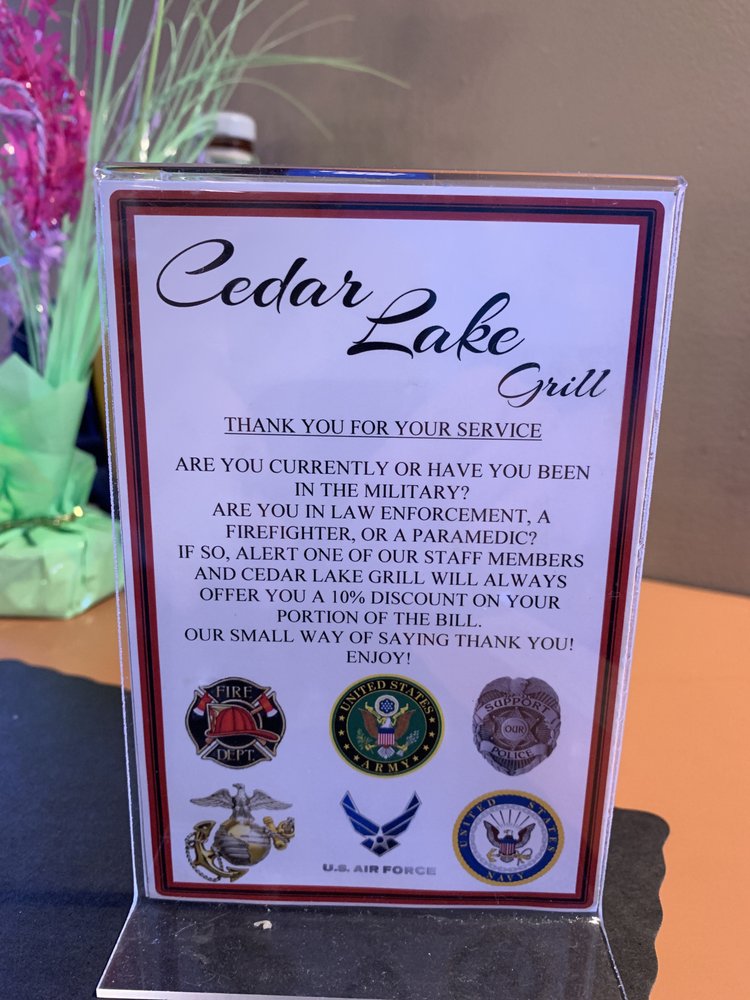 Cedar
Lake
Grill
THANK YOU FOR YOUR SERVICE
ARE YOU CURRENTLY OR HAVE YOU BEEN
IN THE MILITARY?
ARE YOU IN LAW ENFORCEMENT, A
FIREFIGHTER, OR A PARAMEDIC?
IF SO, ALERT ONE OF OUR STAFF MEMBERS
AND CEDAR LAKE GRILL WILL ALWAYS
OFFER YOU A 10% DISCOUNT ON YOUR
PORTION OF THE BILL.
OUR SMALL WAY OF SAYING THANK YOU!
ENJOY!
FIRE
DEPT.
UNITED STATES
ARMY
SUPPORT
OUR
POLICE
U.S. AIR FORCE
UNITED STATES
NAVY